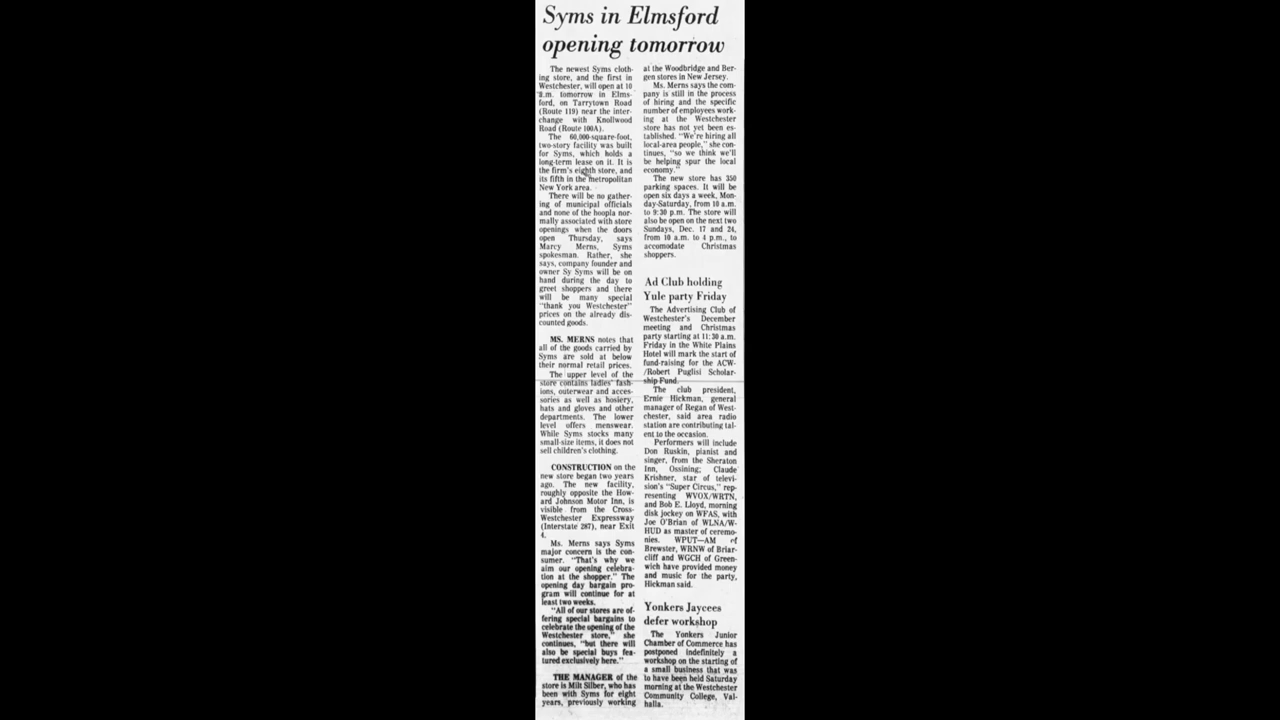 Syms in Elmsford
opening tomorrow
The newest Syms cloth-
ing store, and the first in
Westchester, will open at 10
a.m. tomorrow in Elms-
ford, on Tarrytown Road
(Route 119) near the inter-
change with Knollwood
Road (Route 100A).
The 60,000-square-foot,
two-story facility was built
for Syms, which holds a
long-term lease on it. It is
the firm's eighth store, and
its fifth in the metropolitan
New York area.
There will be no gather-
ing of municipal officials
and none of the hoopla nor-
mally associated with store
openings when the doors
open Thursday, says
Marcy Merns, Syms
spokesman. Rather, she
says, company founder and
owner Sy Syms will be on
hand during the day to
greet shoppers and there
will be many special
"thank you Westchester"
prices on the already dis-
counted goods.
MS. MERNS notes that
all of the goods carried by
Syms are sold at below
their normal retail prices.
The upper level of the
store contains ladies' fash-
ions, outerwear and acces-
sories as well as hosiery,
hats and gloves and other
departments. The lower
level offers menswear.
While Syms stocks many
small-size items, it does not
sell children's clothing.
CONSTRUCTION on the
new store began two years
ago. The new facility,
roughly opposite the How-
ard Johnson Motor Inn, is
visible from the Cross-
Westchester Expressway
(Interstate 287), near Exit
4.
Ms. Merns says Syms
major concern is the con-
sumer. "That's why we
aim our opening celebra-
tion at the shopper." The
opening day bargain pro-
gram will continue for at
least two weeks.
"All of our stores are of-
fering special bargains to
celebrate the opening of the
Westchester store," she
continues, "but there will
also be special buys fea-
tured exclusively here."
THE MANAGER of the
store is Milt Silber, who has
been with Syms for eight
years, previously working
at the Woodbridge and Ber-
gen stores in New Jersey.
Ms. Merns says the com-
pany is still in the process
of hiring and the specific
number of employees work-
ing at the Westchester
store has not yet been es-
tablished. "We're hiring all
local-area people," she con-
tinues, "so we think we'll
be helping spur the local
economy."
The new store has 350
parking spaces. It will be
open six days a week, Mon-
day-Saturday, from 10 a.m.
to 9:30 p.m. The store will
also be open on the next two
Sundays, Dec. 17 and 24,
from 10 a.m. to 4 p.m., to
accomodate Christmas
shoppers.
Ad Club holding
Yule party Friday
The Advertising Club of
Westchester's December
meeting and Christmas
party starting at 11:30 a.m.
Friday in the White Plains
Hotel will mark the start of
fund-raising for the ACW-
/Robert Puglisi Scholar-
ship Fund.
The club president,
Ernie Hickman, general
manager of Regan of West-
chester, said area radio
station are contributing tal-
ent to the occasion.
Performers will include
Don Ruskin, pianist and
singer, from the Sheraton
Inn, Ossining; Claude
Krishner, star of televi-
sion's "Super Circus," rep-
resenting WVOX/WRTN,
and Bob E. Lloyd, morning
disk jockey on WFAS, with
Joe O'Brian of WLNA/W-
HUD as master of ceremo-
nies. WPUT—AM of
Brewster, WRNW of Briar-
cliff and WGCH of Green-
wich have provided money
and music for the party,
Hickman said.
Yonkers Jaycees
defer workshop
The Yonkers Junior
Chamber of Commerce has
postponed indefinitely a
workshop on the starting of
a small business that was
to have been held Saturday
morning at the Westchester
Community College, Val-
halla.